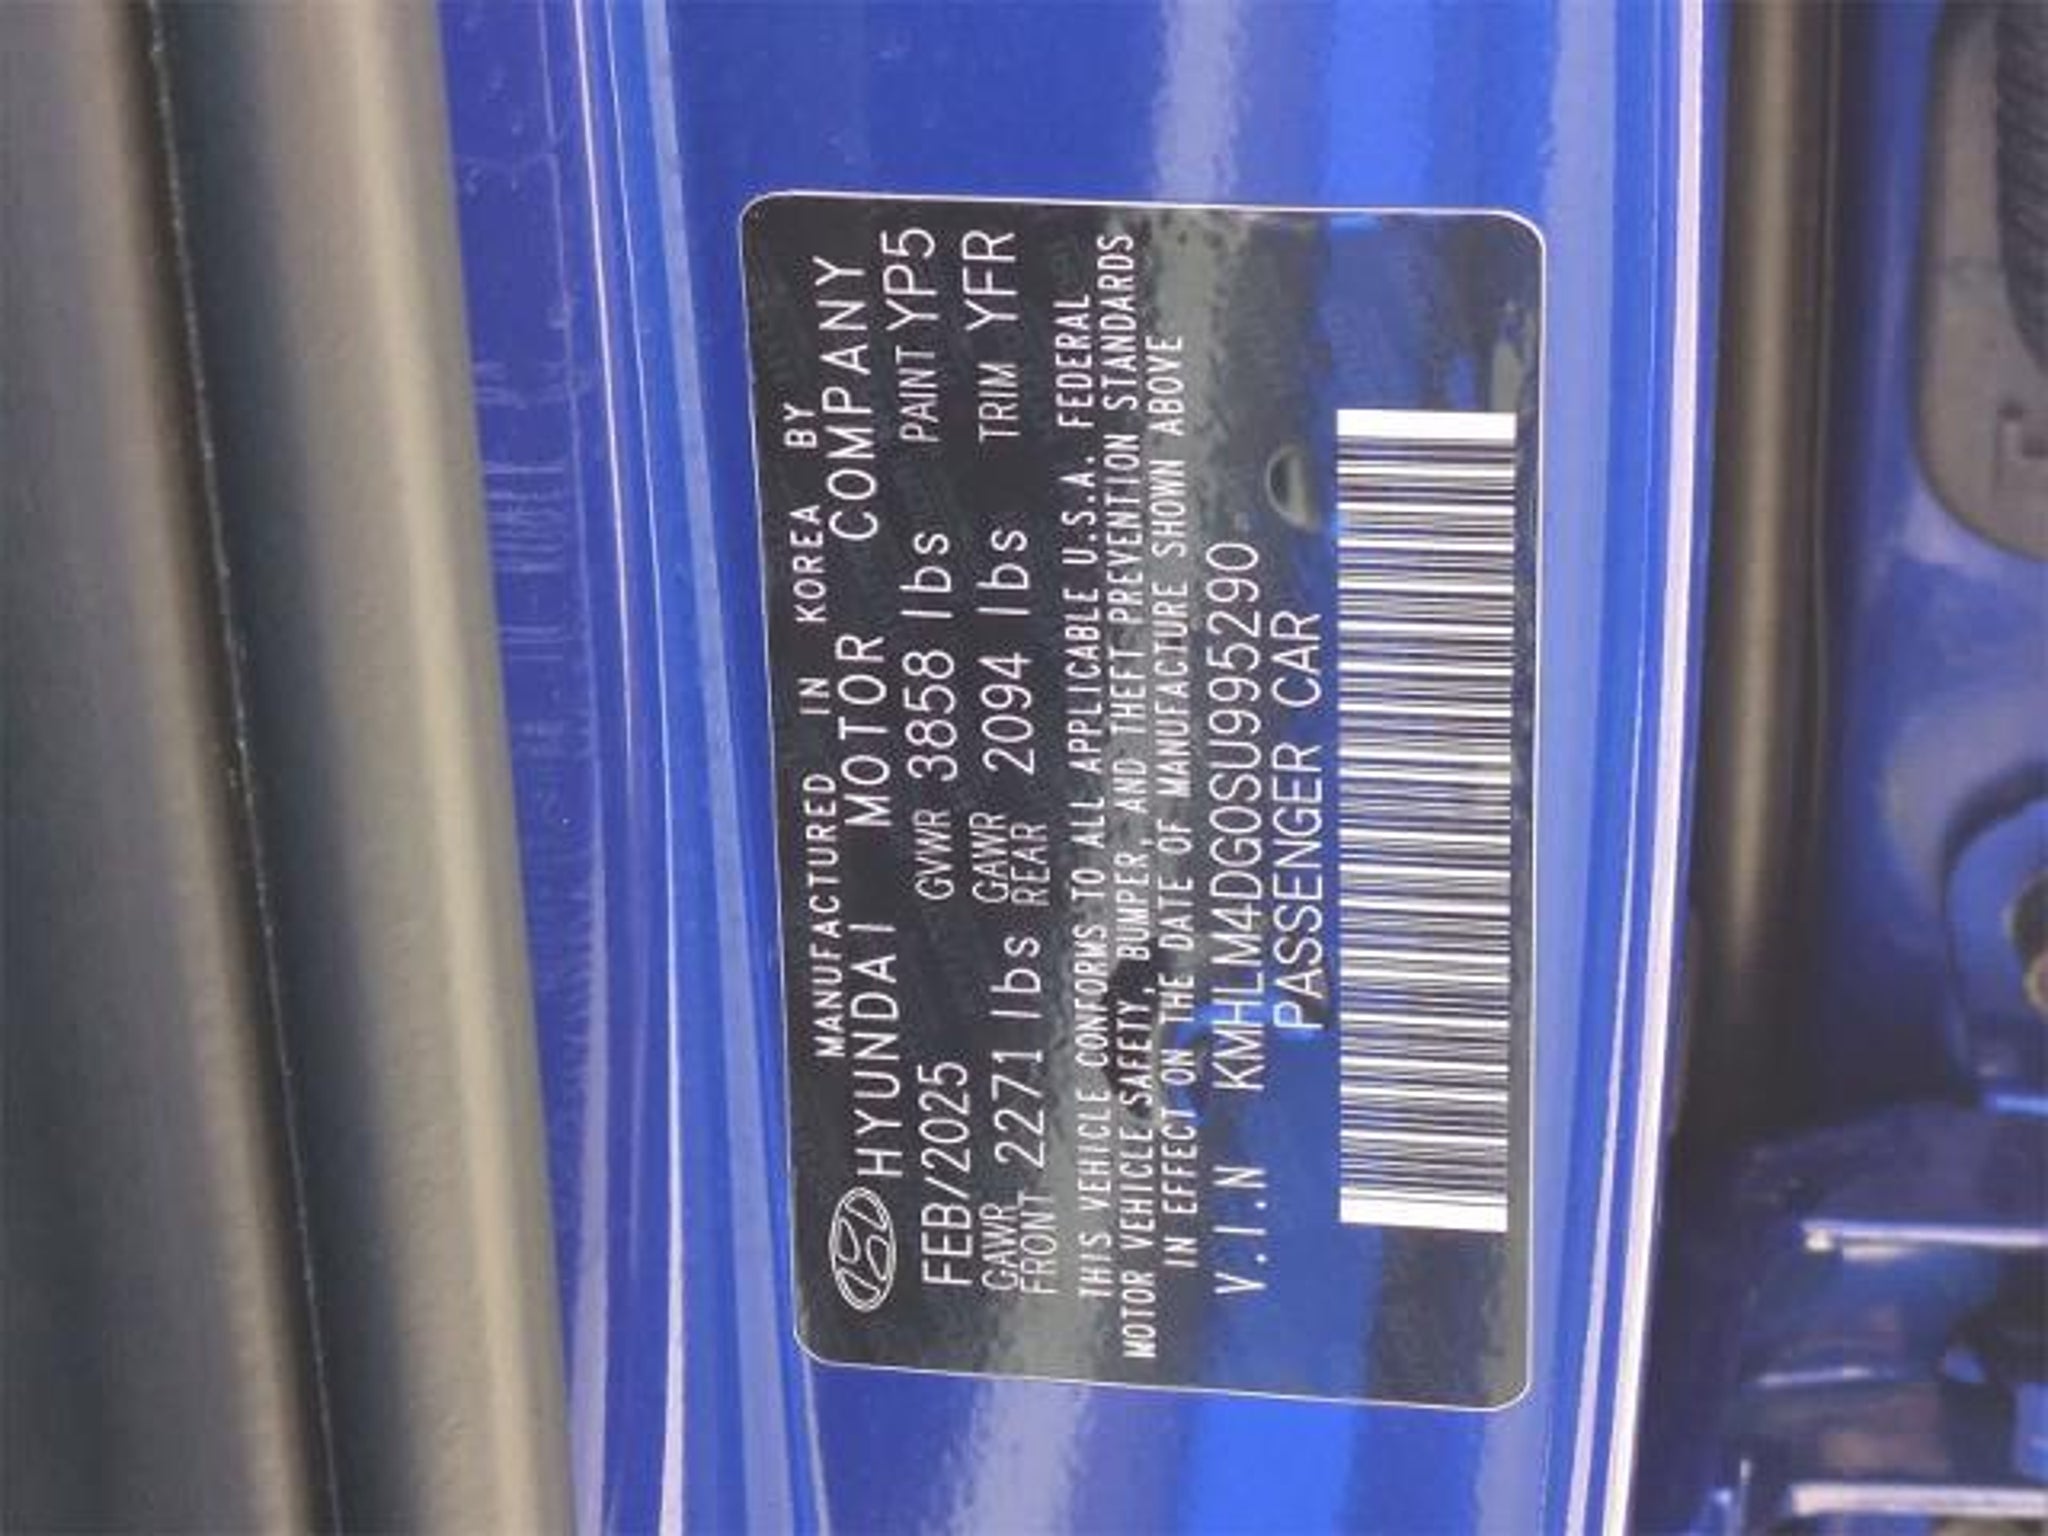 MANUFACTURED IN KOREA BY
HYUNDAI MOTOR COMPANY
FEB/2025 GVWR 3858 lbs PAINT YP5
GAWR FRONT 2271 lbs GAWR REAR 2094 lbs TRIM YFR
THIS VEHICLE CONFORMS TO ALL APPLICABLE U.S.A. FEDERAL
MOTOR VEHICLE SAFETY, BUMPER, AND THEFT PREVENTION STANDARDS
IN EFFECT ON THE DATE OF MANUFACTURE SHOWN ABOVE
V.I.N KMHLM4DG0SU995290
PASSENGER CAR